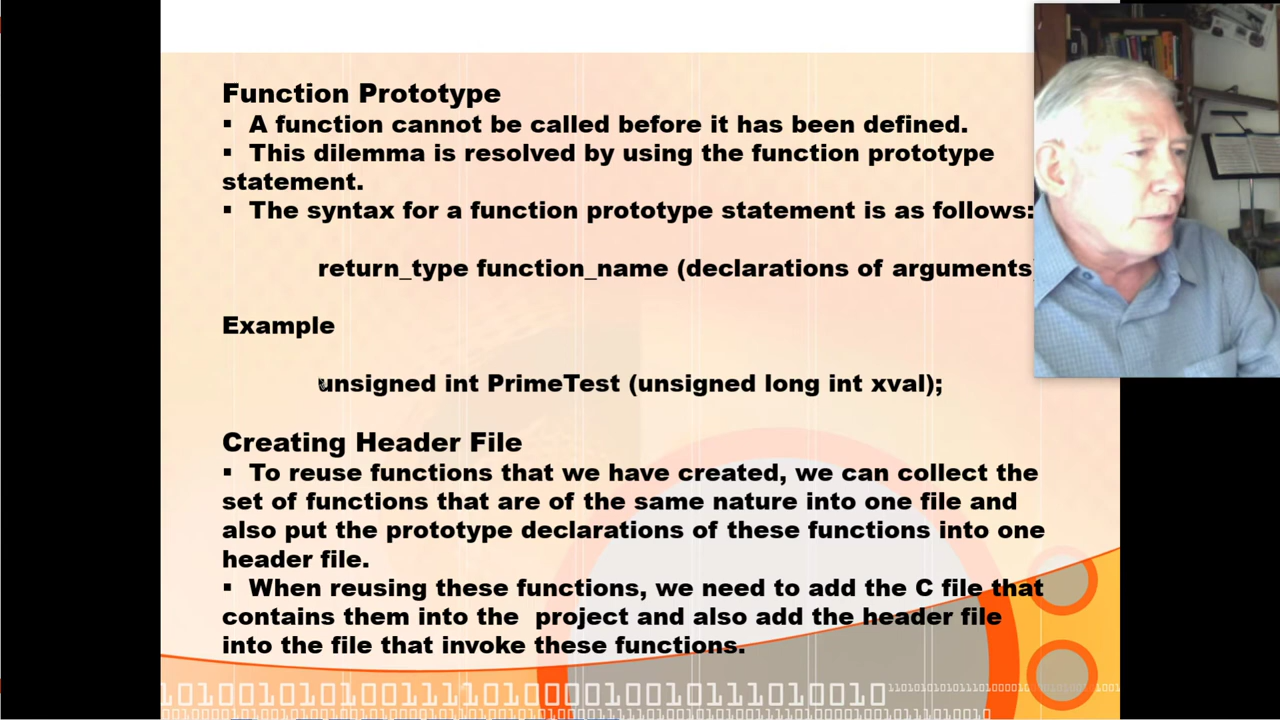 Function Prototype
▪ A function cannot be called before it has been defined.
▪ This dilemma is resolved by using the function prototype
statement.
▪ The syntax for a function prototype statement is as follows:
return_type function_name (declarations of arguments)
Example
unsigned int PrimeTest (unsigned long int xval);
Creating Header File
▪ To reuse functions that we have created, we can collect the
set of functions that are of the same nature into one file and
also put the prototype declarations of these functions into one
header file.
▪ When reusing these functions, we need to add the C file that
contains them into the project and also add the header file
into the file that invoke these functions.